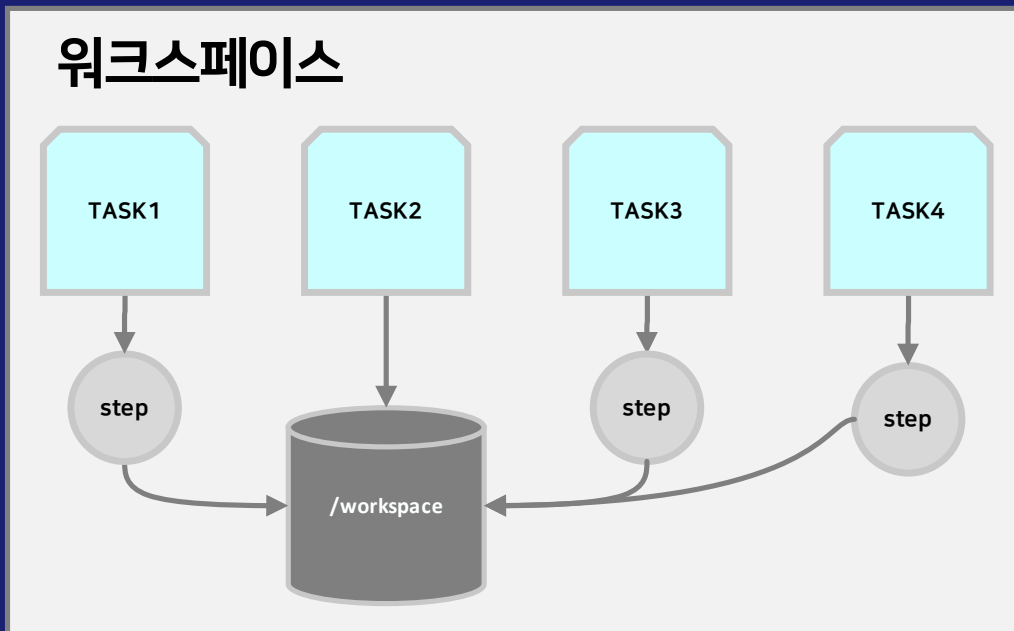 워크스페이스
TASK1
TASK2
TASK3
TASK4
step
step
step
/workspace